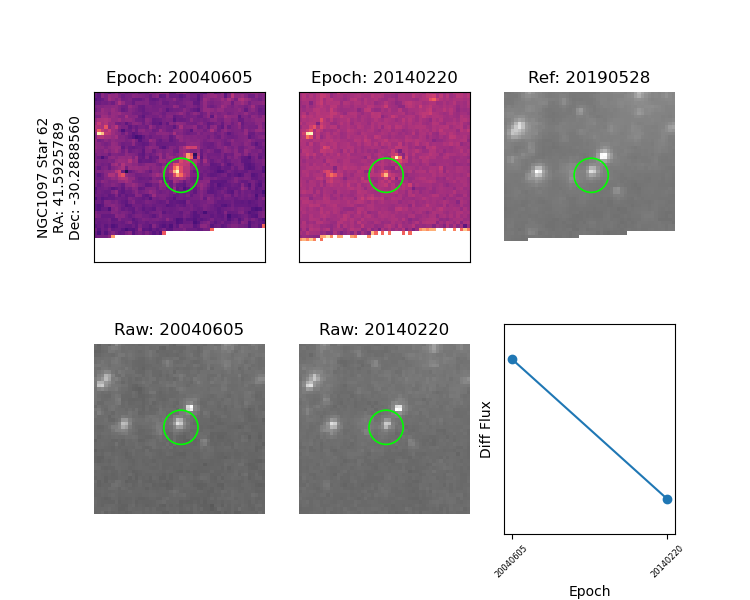 Epoch: 20040605
Epoch: 20140220
Ref: 20190528
NGC1097 Star 62
RA: 41.5925789
Dec: -30.2888560
Raw: 20040605
Raw: 20140220
Diff Flux
20040605
20140220
Epoch